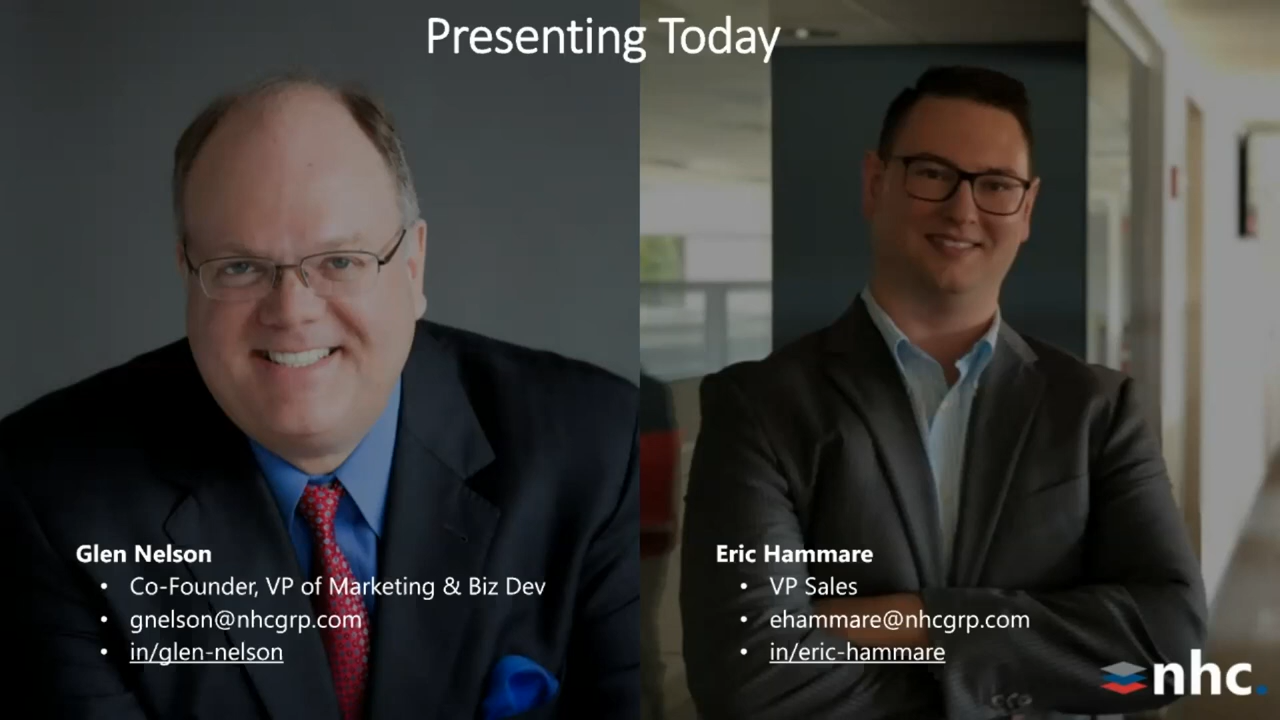 Presenting Today
Glen Nelson
• Co-Founder, VP of Marketing & Biz Dev
• gnelson@nhcgrp.com
• in/glen-nelson
Eric Hammare
• VP Sales
• ehammare@nhcgrp.com
• in/eric-hammare
nhc.